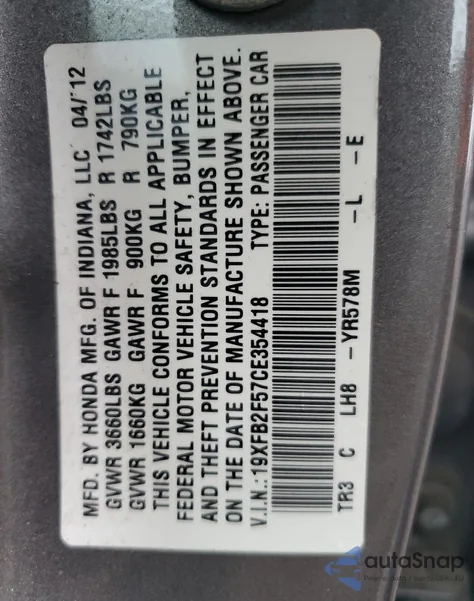 MFD. BY HONDA MFG. OF INDIANA, LLC 04/12
GVWR 3660LBS GAWR F 1985LBS R 1742LBS
GVWR 1660KG GAWR F 900KG R 790KG
THIS VEHICLE CONFORMS TO ALL APPLICABLE
FEDERAL MOTOR VEHICLE SAFETY, BUMPER,
AND THEFT PREVENTION STANDARDS IN EFFECT
ON THE DATE OF MANUFACTURE SHOWN ABOVE.
V.I.N.: 19XFB2F57CE354418 TYPE: PASSENGER CAR
TR3 C LH8 -YR578M -L -E
autaSnap